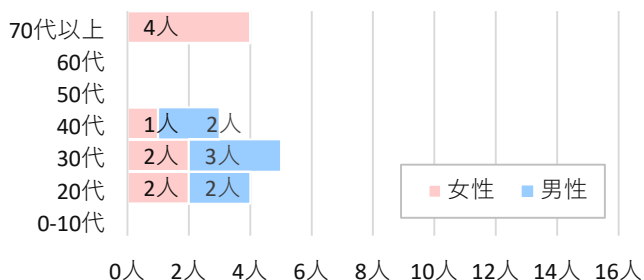 70代以上 4人
60代
50代
40代 1人 2人
30代 2人 3人
20代 2人 2人
0-10代
女性 男性
0人 2人 4人 6人 8人 10人 12人 14人 16人